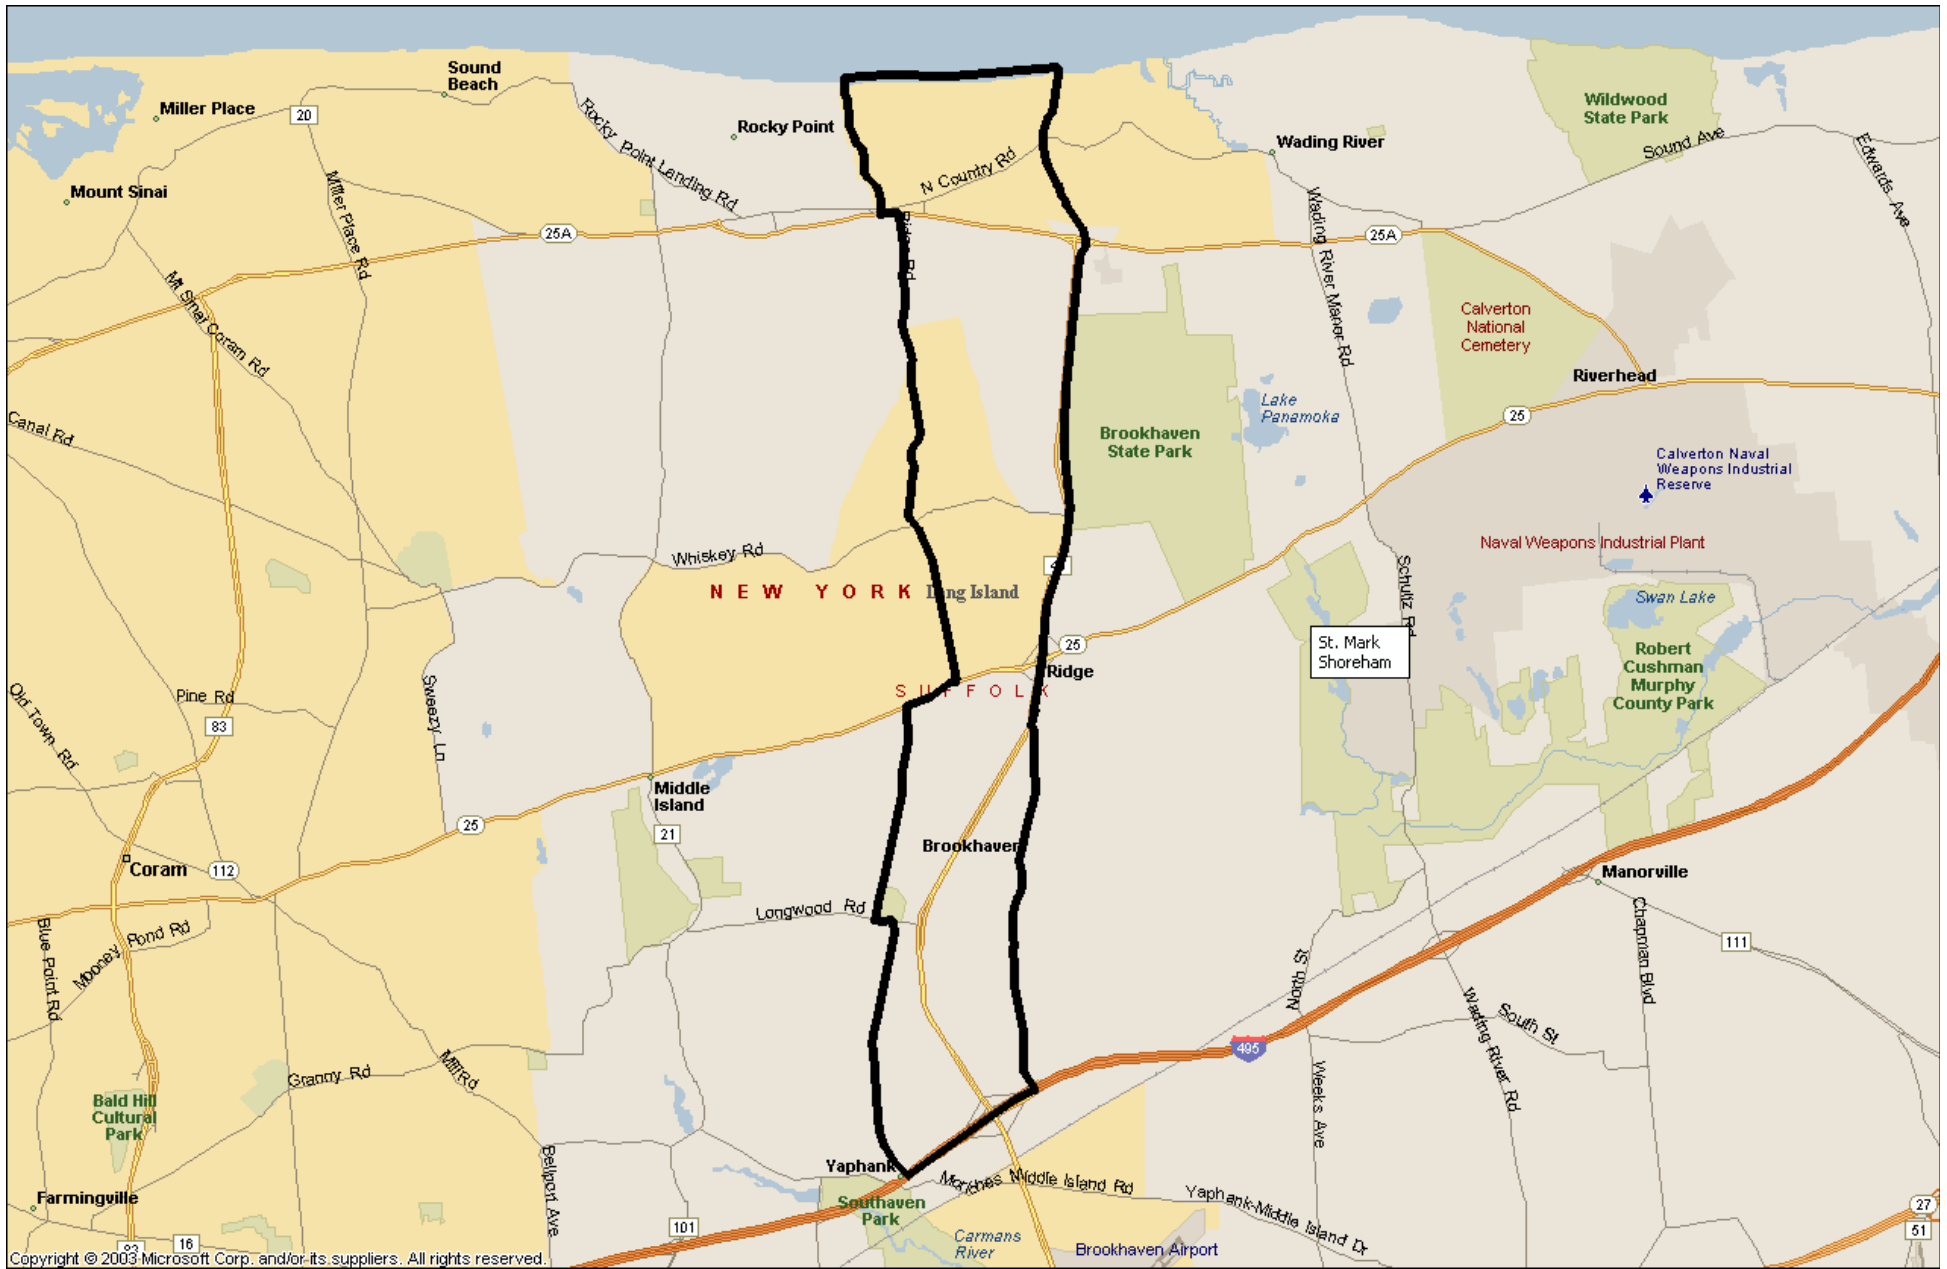 Sound
Beach
Miller Place
20
Rocky Point
Rocky Point Landing Rd
Wading River
Wildwood
State Park
Sound Ave
Edwards Ave
Mount Sinai
Miller Place Rd
N Country Rd
25A
Ridge Rd
25A
Wading River Manor Rd
Mt Sinai Coram Rd
Calverton
National
Cemetery
Riverhead
Lake
Panamoka
25
Canal Rd
Brookhaven
State Park
Calverton Naval
Weapons Industrial
Reserve
Whiskey Rd
Naval Weapons Industrial Plant
NEW YORK
Long Island
Schultz Rd
Swan Lake
St. Mark
Shoreham
25
Ridge
SUFFOLK
Robert
Cushman
Murphy
County Park
Old Town Rd
Pine Rd
83
Sweezy Ln
Middle
Island
25
21
Brookhaven
Coram
112
Manorville
Longwood Rd
Blue Point Rd
Mooney Pond Rd
Chapman Blvd
111
North St
Wading River Rd
South St
495
Granny Rd
Mill Rd
Weeks Ave
Bald Hill
Cultural
Park
Bellport Ave
Yaphank
Moriches Middle Island Rd
Yaphank-Middle Island Dr
Farmingville
Southaven
Park
27
51
101
Carmans
River
Brookhaven Airport
16
83
Copyright © 2003 Microsoft Corp. and/or its suppliers. All rights reserved.